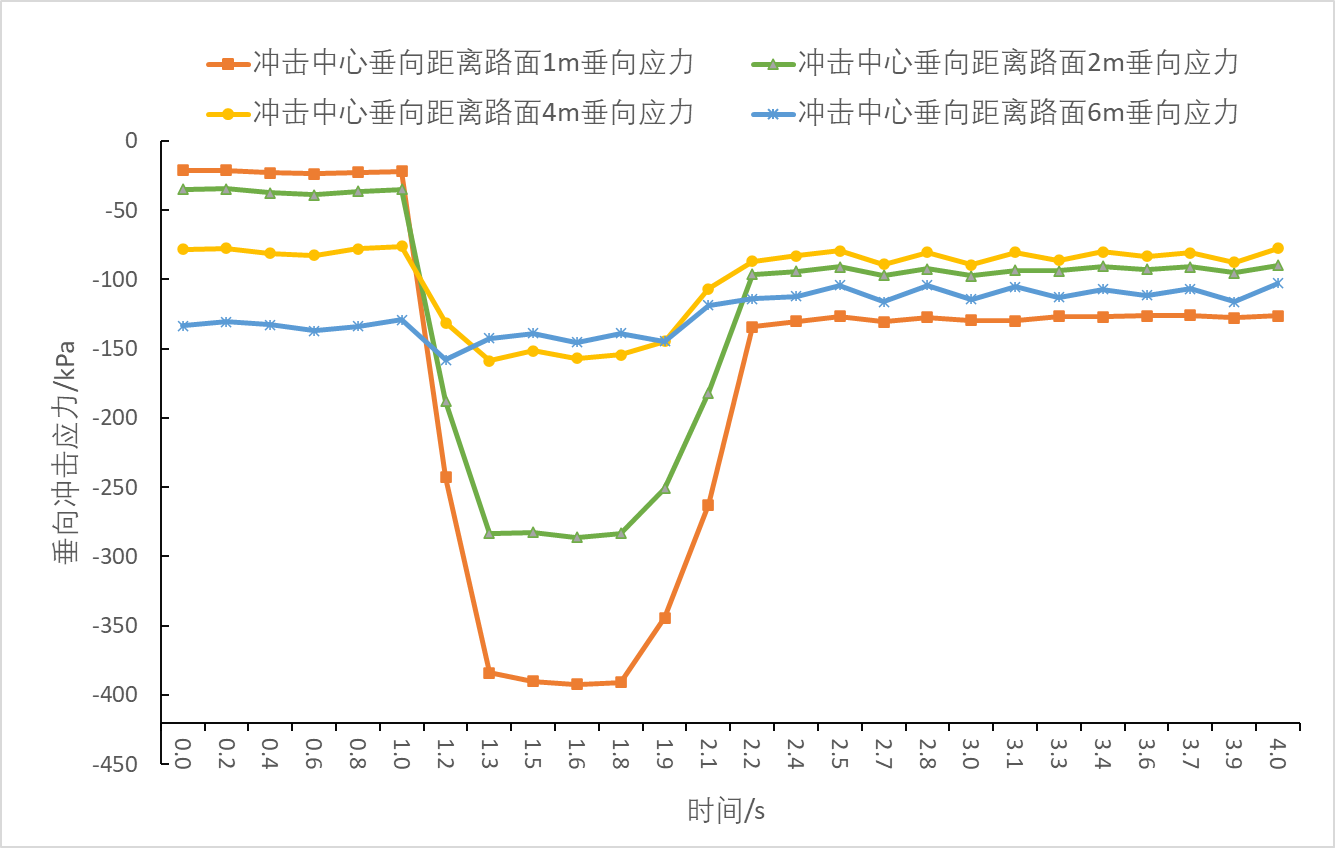 冲击中心垂向距离路面1m垂向应力
冲击中心垂向距离路面2m垂向应力
冲击中心垂向距离路面4m垂向应力
冲击中心垂向距离路面6m垂向应力
0
-50
-100
-150
-200
-250
-300
-350
-400
-450
垂向冲击应力/kPa
0.0 0.2 0.4 0.6 0.8 1.0 1.2 1.3 1.5 1.6 1.8 1.9 2.1 2.2 2.4 2.5 2.7 2.8 3.0 3.1 3.3 3.4 3.6 3.7 3.9 4.0
时间/s